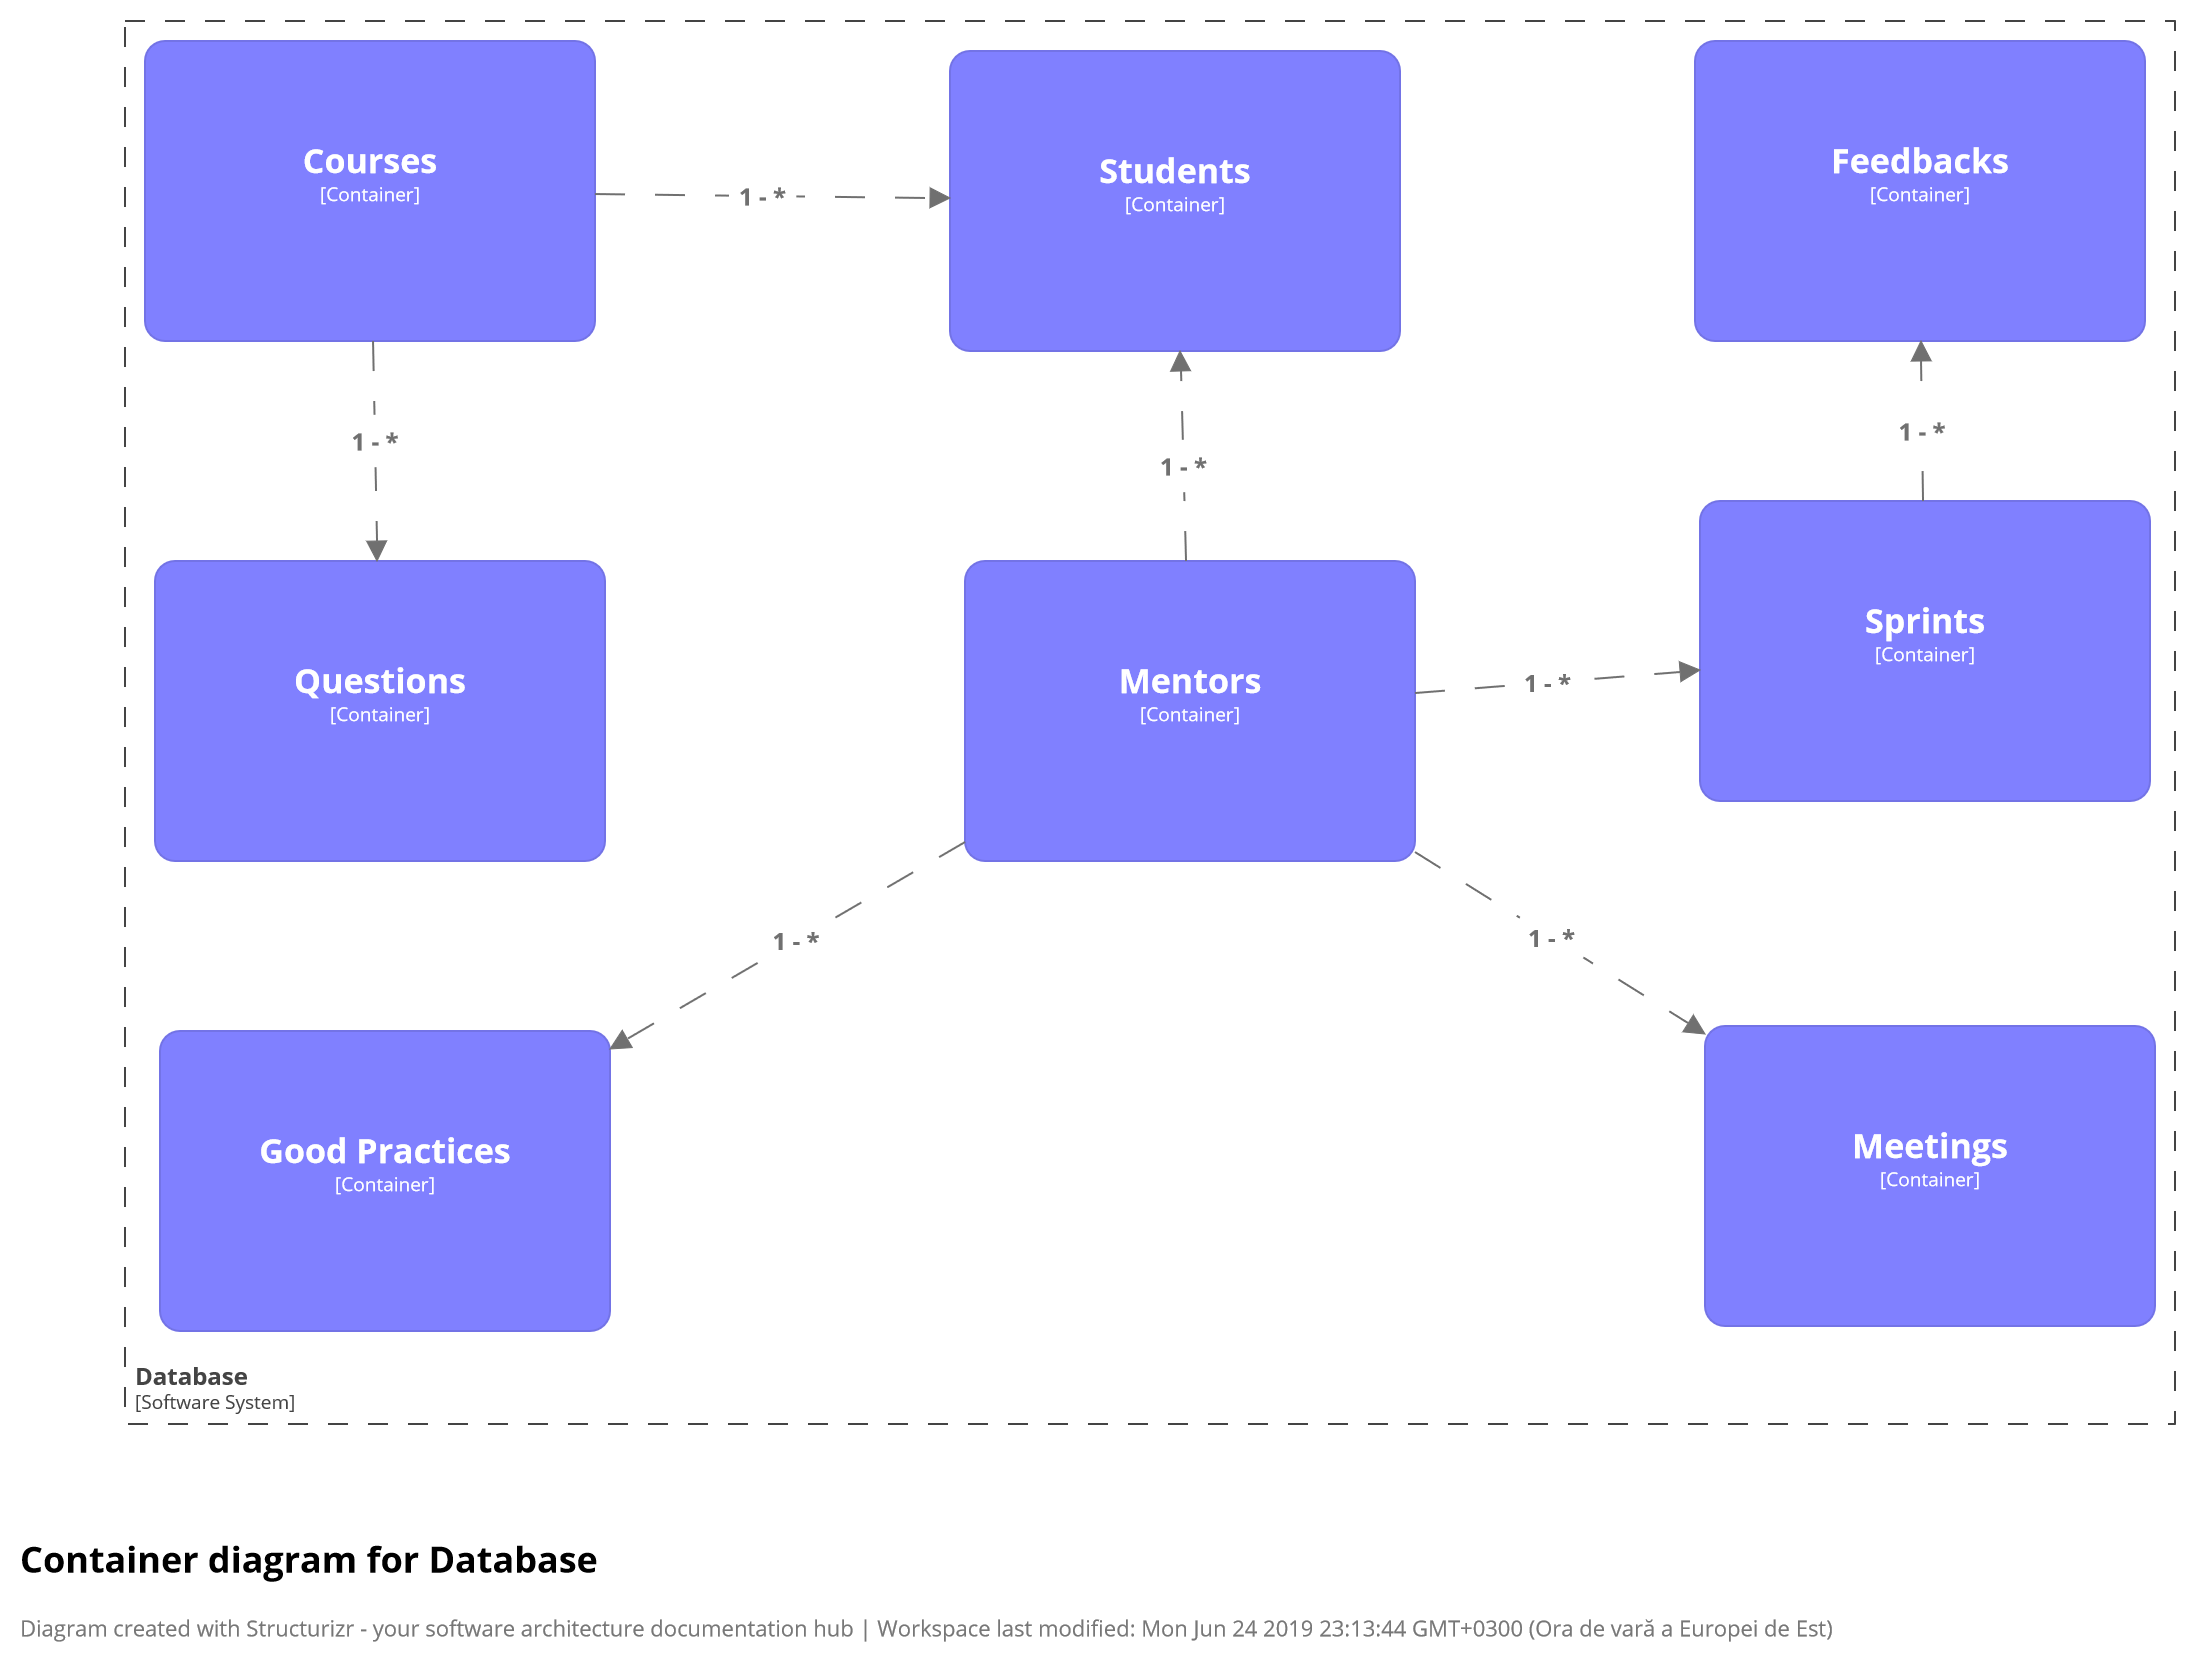 Courses
[Container]
1 - *
Students
[Container]
Feedbacks
[Container]
1 - *
1 - *
1 - *
Questions
[Container]
Mentors
[Container]
1 - *
Sprints
[Container]
1 - *
1 - *
Good Practices
[Container]
Meetings
[Container]
Database
[Software System]
Container diagram for Database
Diagram created with Structurizr - your software architecture documentation hub | Workspace last modified: Mon Jun 24 2019 23:13:44 GMT+0300 (Ora de vară a Europei de Est)